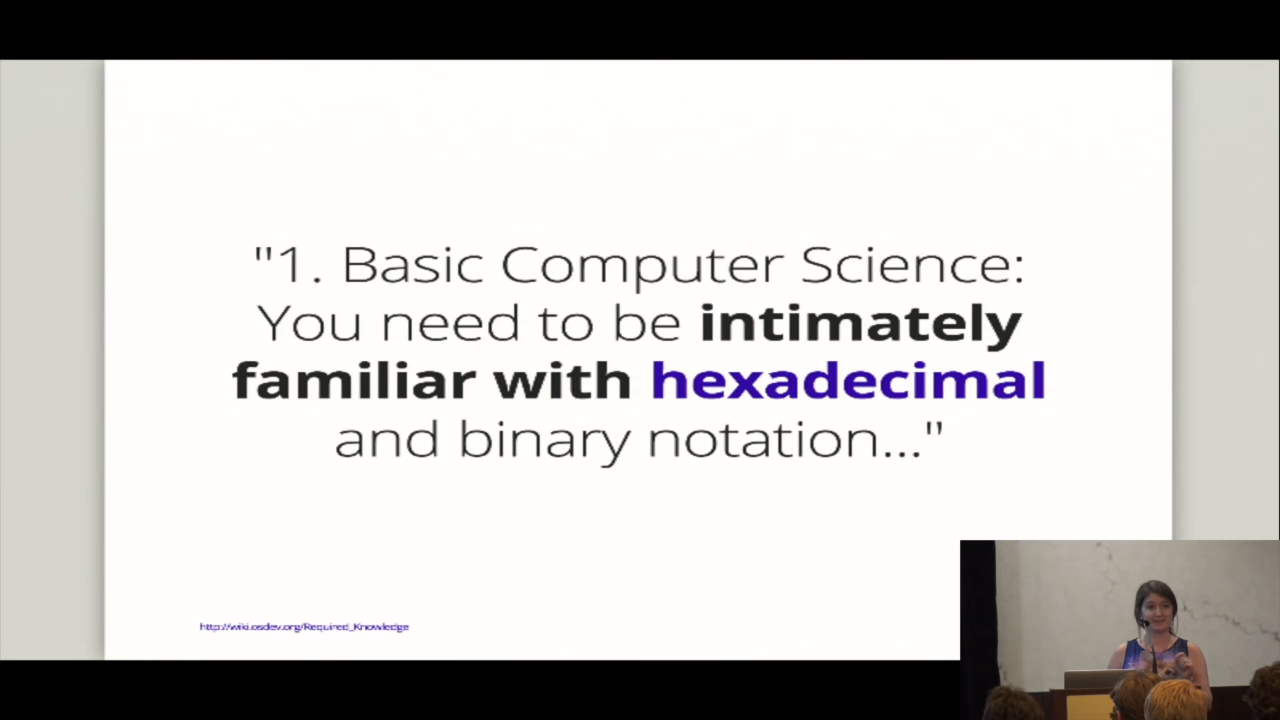 "1. Basic Computer Science:
You need to be intimately
familiar with hexadecimal
and binary notation..."
http://wiki.osdev.org/Required_Knowledge